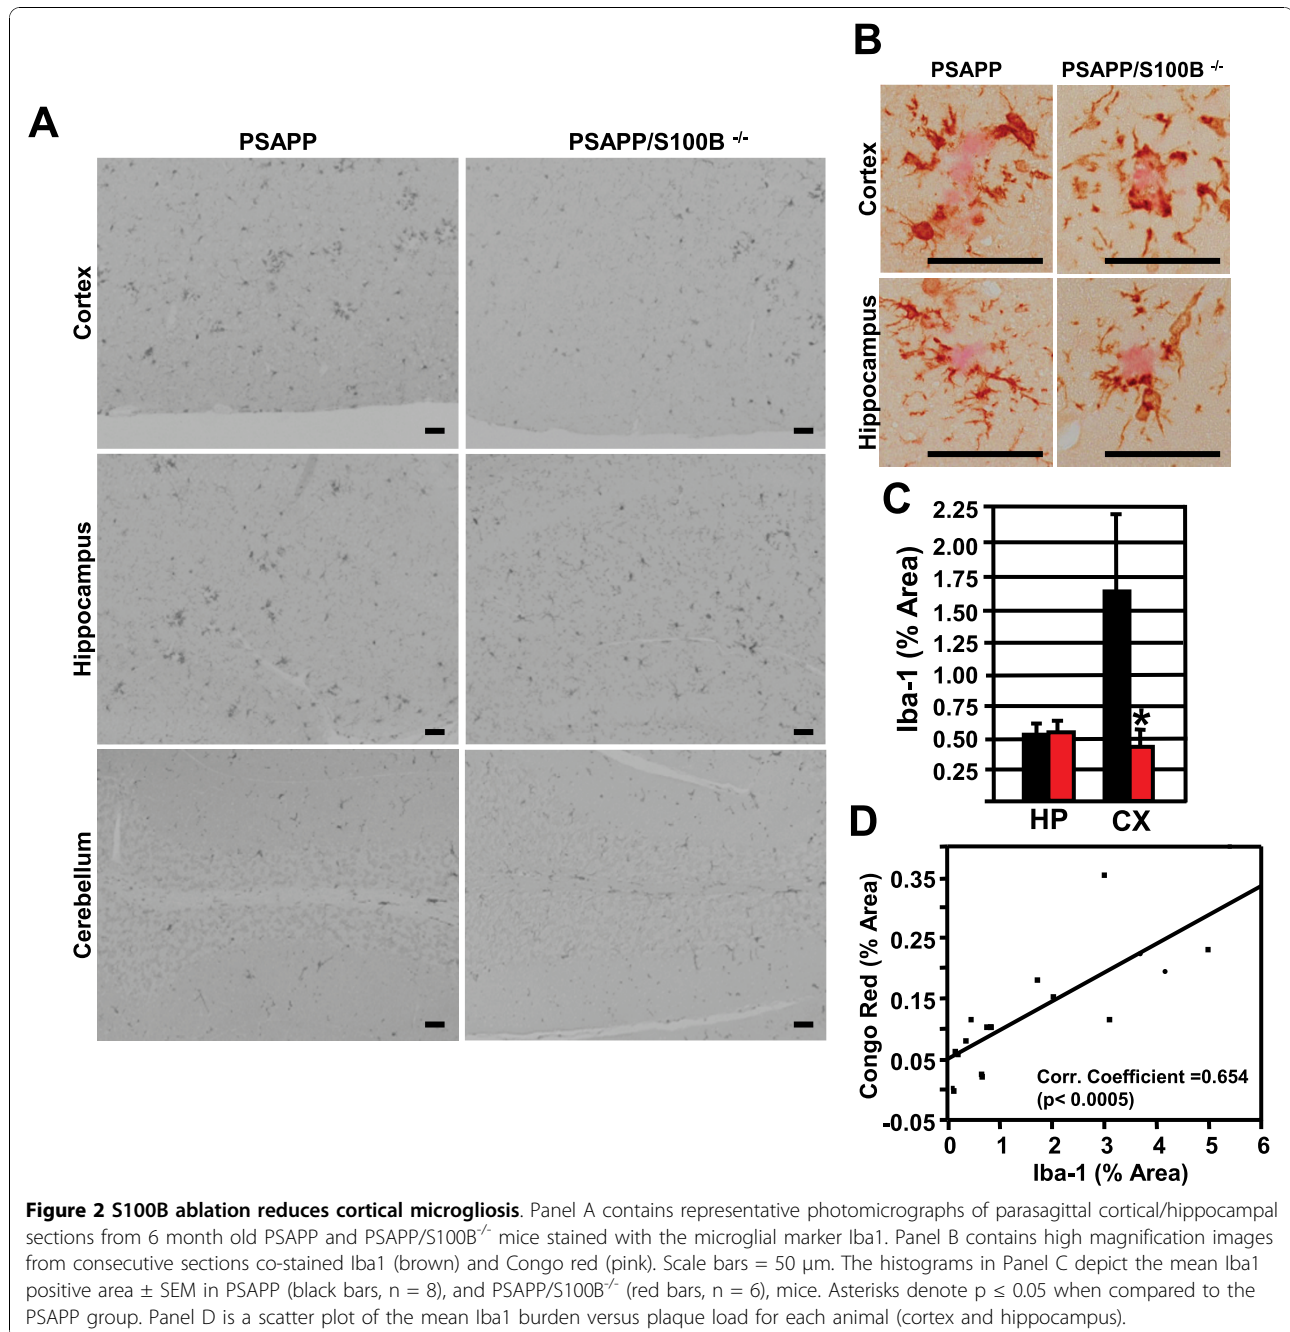 A
PSAPP
PSAPP/S100B -/-
Cortex
Hippocampus
Cerebellum
B
PSAPP
PSAPP/S100B -/-
Cortex
Hippocampus
C
Iba-1 (% Area)
2.25
2.00
1.75
1.50
1.25
1.00
0.75
0.50
0.25
*
HP
CX
D
Congo Red (% Area)
0.35
0.25
0.15
0.05
-0.05
Corr. Coefficient =0.654
(p< 0.0005)
0 1 2 3 4 5 6
Iba-1 (% Area)
Figure 2 S100B ablation reduces cortical microgliosis. Panel A contains representative photomicrographs of parasagittal cortical/hippocampal
sections from 6 month old PSAPP and PSAPP/S100B-/- mice stained with the microglial marker Iba1. Panel B contains high magnification images
from consecutive sections co-stained Iba1 (brown) and Congo red (pink). Scale bars = 50 μm. The histograms in Panel C depict the mean Iba1
positive area ± SEM in PSAPP (black bars, n = 8), and PSAPP/S100B-/- (red bars, n = 6), mice. Asterisks denote p ≤ 0.05 when compared to the
PSAPP group. Panel D is a scatter plot of the mean Iba1 burden versus plaque load for each animal (cortex and hippocampus).